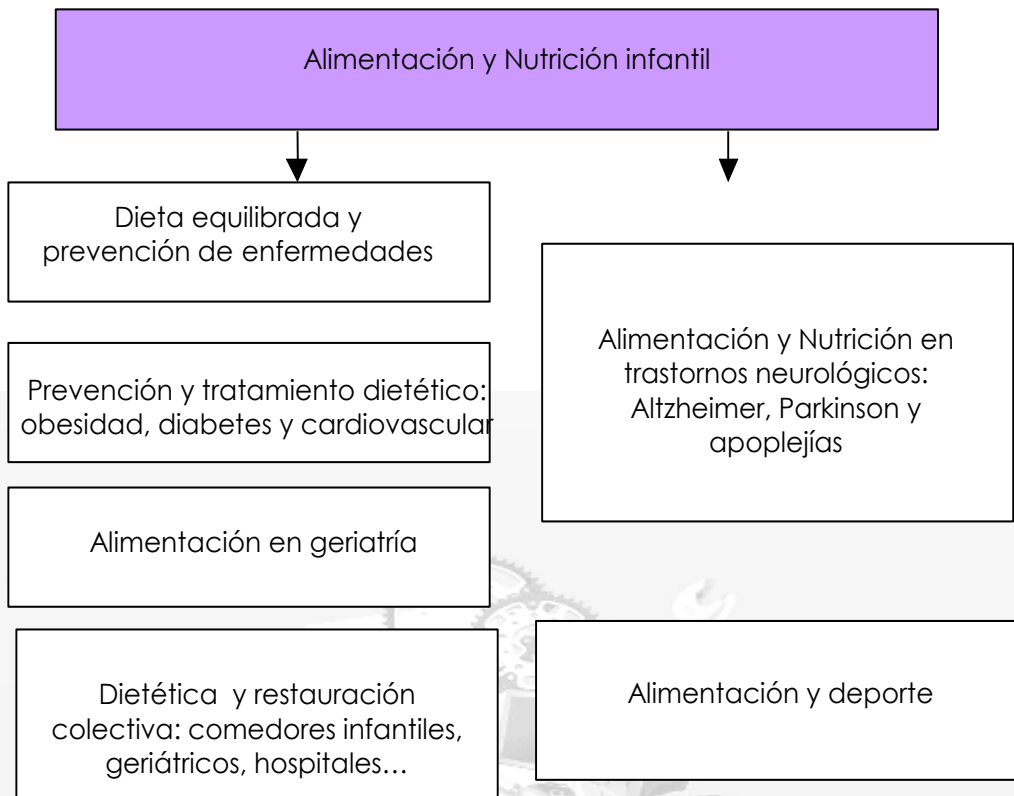 Alimentación y Nutrición infantil
Dieta equilibrada y
prevención de enfermedades
Prevención y tratamiento dietético:
obesidad, diabetes y cardiovascular
Alimentación en geriatría
Dietética y restauración
colectiva: comedores infantiles,
geriátricos, hospitales…
Alimentación y Nutrición en
trastornos neurológicos:
Altzheimer, Parkinson y
apoplejías
Alimentación y deporte